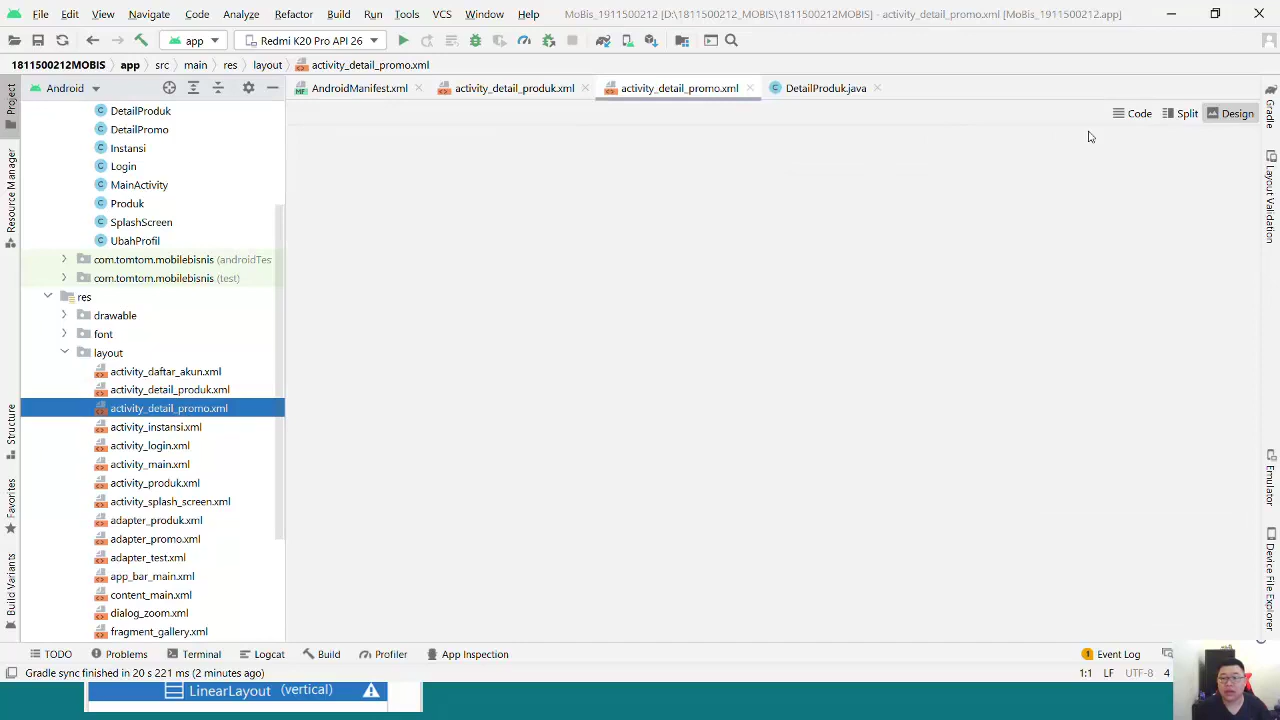 File Edit View Navigate Code Analyze Refactor Build Run Tools VCS Window Help MoBis_1911500212 [D:\1811500212_MOBIS\1811500212MOBIS] - activity_detail_promo.xml [MoBis_1911500212.app]
app Redmi K20 Pro API 26
1811500212MOBIS app src main res layout activity_detail_promo.xml
Android AndroidManifest.xml activity_detail_produk.xml activity_detail_promo.xml DetailProduk.java
Code Split Design
Project
Resource Manager
Structure
Favorites
Build Variants
DetailProduk
DetailPromo
Instansi
Login
MainActivity
Produk
SplashScreen
UbahProfil
com.tomtom.mobilebisnis (androidTes
com.tomtom.mobilebisnis (test)
res
drawable
font
layout
activity_daftar_akun.xml
activity_detail_produk.xml
activity_detail_promo.xml
activity_instansi.xml
activity_login.xml
activity_main.xml
activity_produk.xml
activity_splash_screen.xml
adapter_produk.xml
adapter_promo.xml
adapter_test.xml
app_bar_main.xml
content_main.xml
dialog_zoom.xml
fragment_gallery.xml
Gradle
Layout Validation
Emulator
Device File Explorer
TODO Problems Terminal Logcat Build Profiler App Inspection 1 Event Log
Gradle sync finished in 20 s 221 ms (2 minutes ago) 1:1 LF UTF-8 4
LinearLayout (vertical)